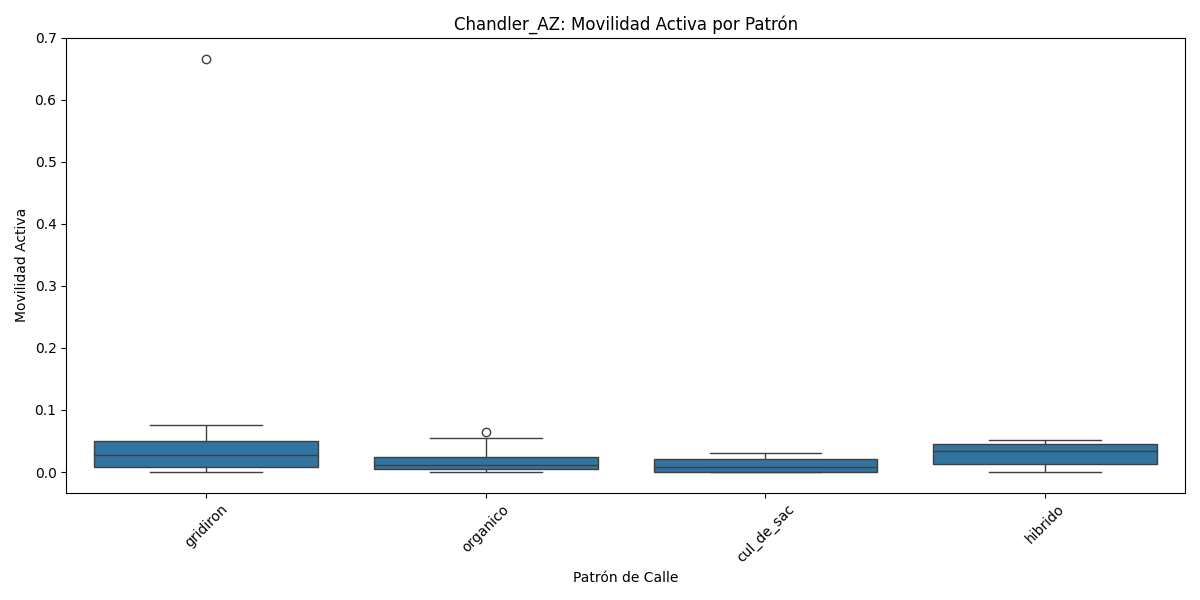 Chandler_AZ: Movilidad Activa por Patrón
Movilidad Activa
0.7
0.6
0.5
0.4
0.3
0.2
0.1
0.0
gridiron
organico
cul_de_sac
hibrido
Patrón de Calle